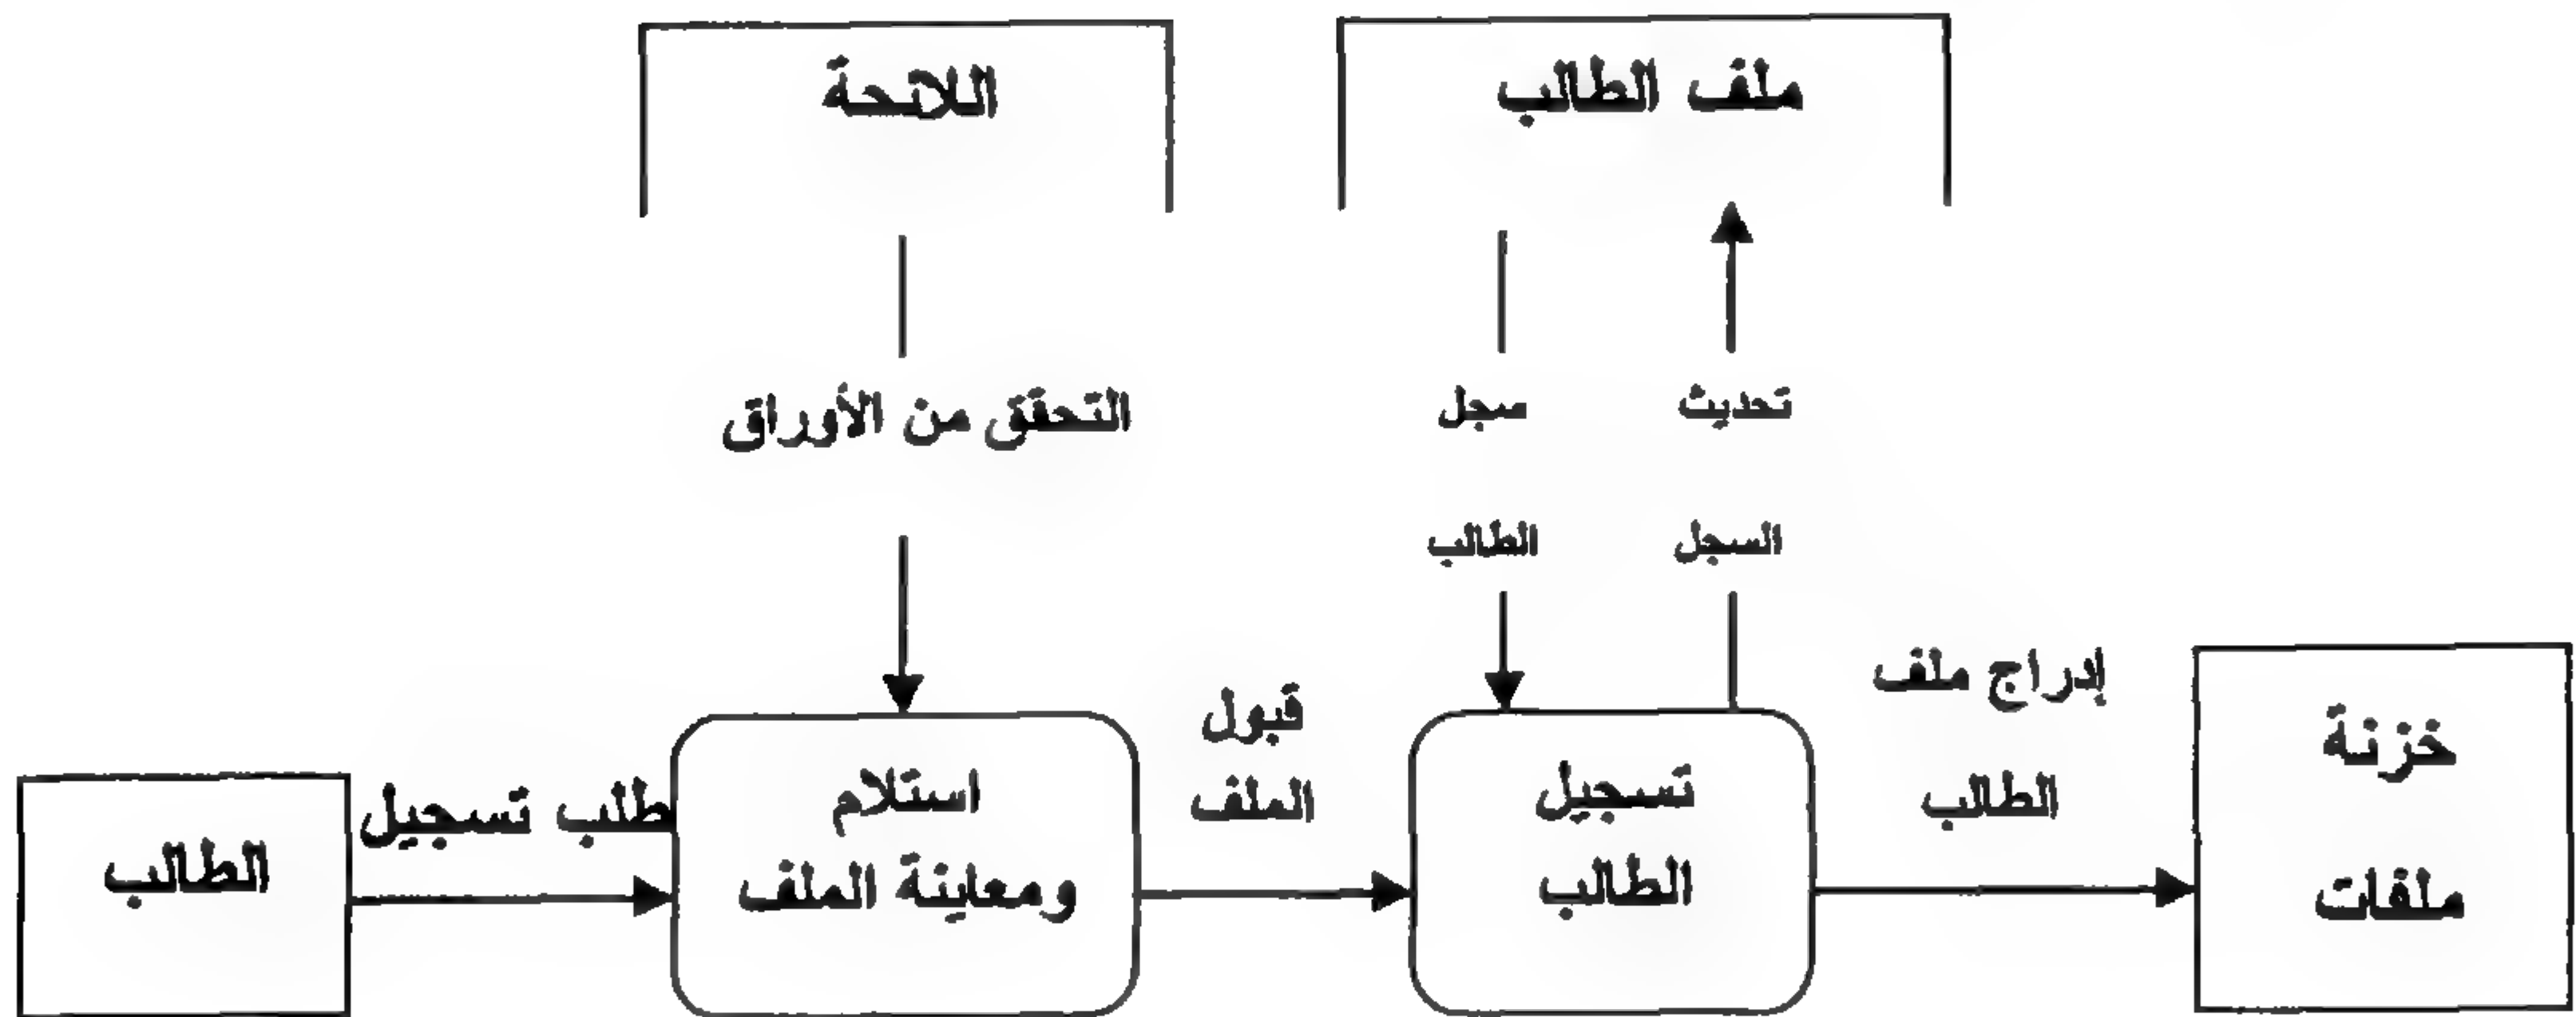 اللائحة
ملف الطالب
التحقق من الأوراق
سجل
الطالب
تحديث
السجل
الطالب
طلب تسجيل
استلام
ومعاينة الملف
قبول
الملف
تسجيل
الطالب
إدراج ملف
الطالب
خزنة
ملفات